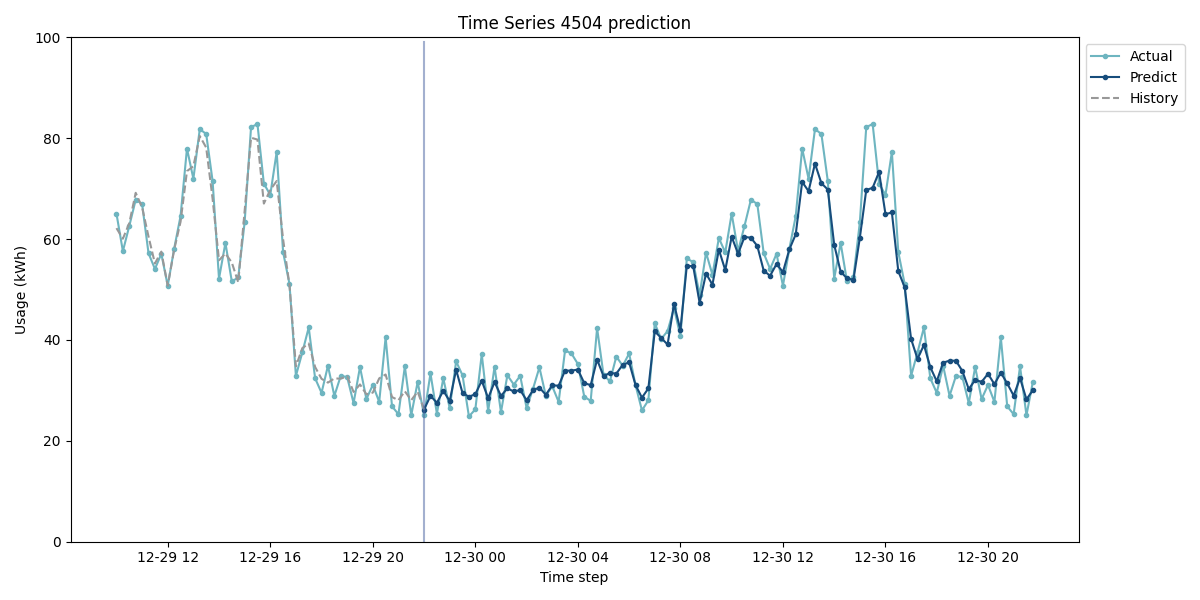 Time Series 4504 prediction
100
80
60
40
20
0
Usage (kWh)
12-29 12
12-29 16
12-29 20
12-30 00
12-30 04
12-30 08
12-30 12
12-30 16
12-30 20
Time step
Actual
Predict
History